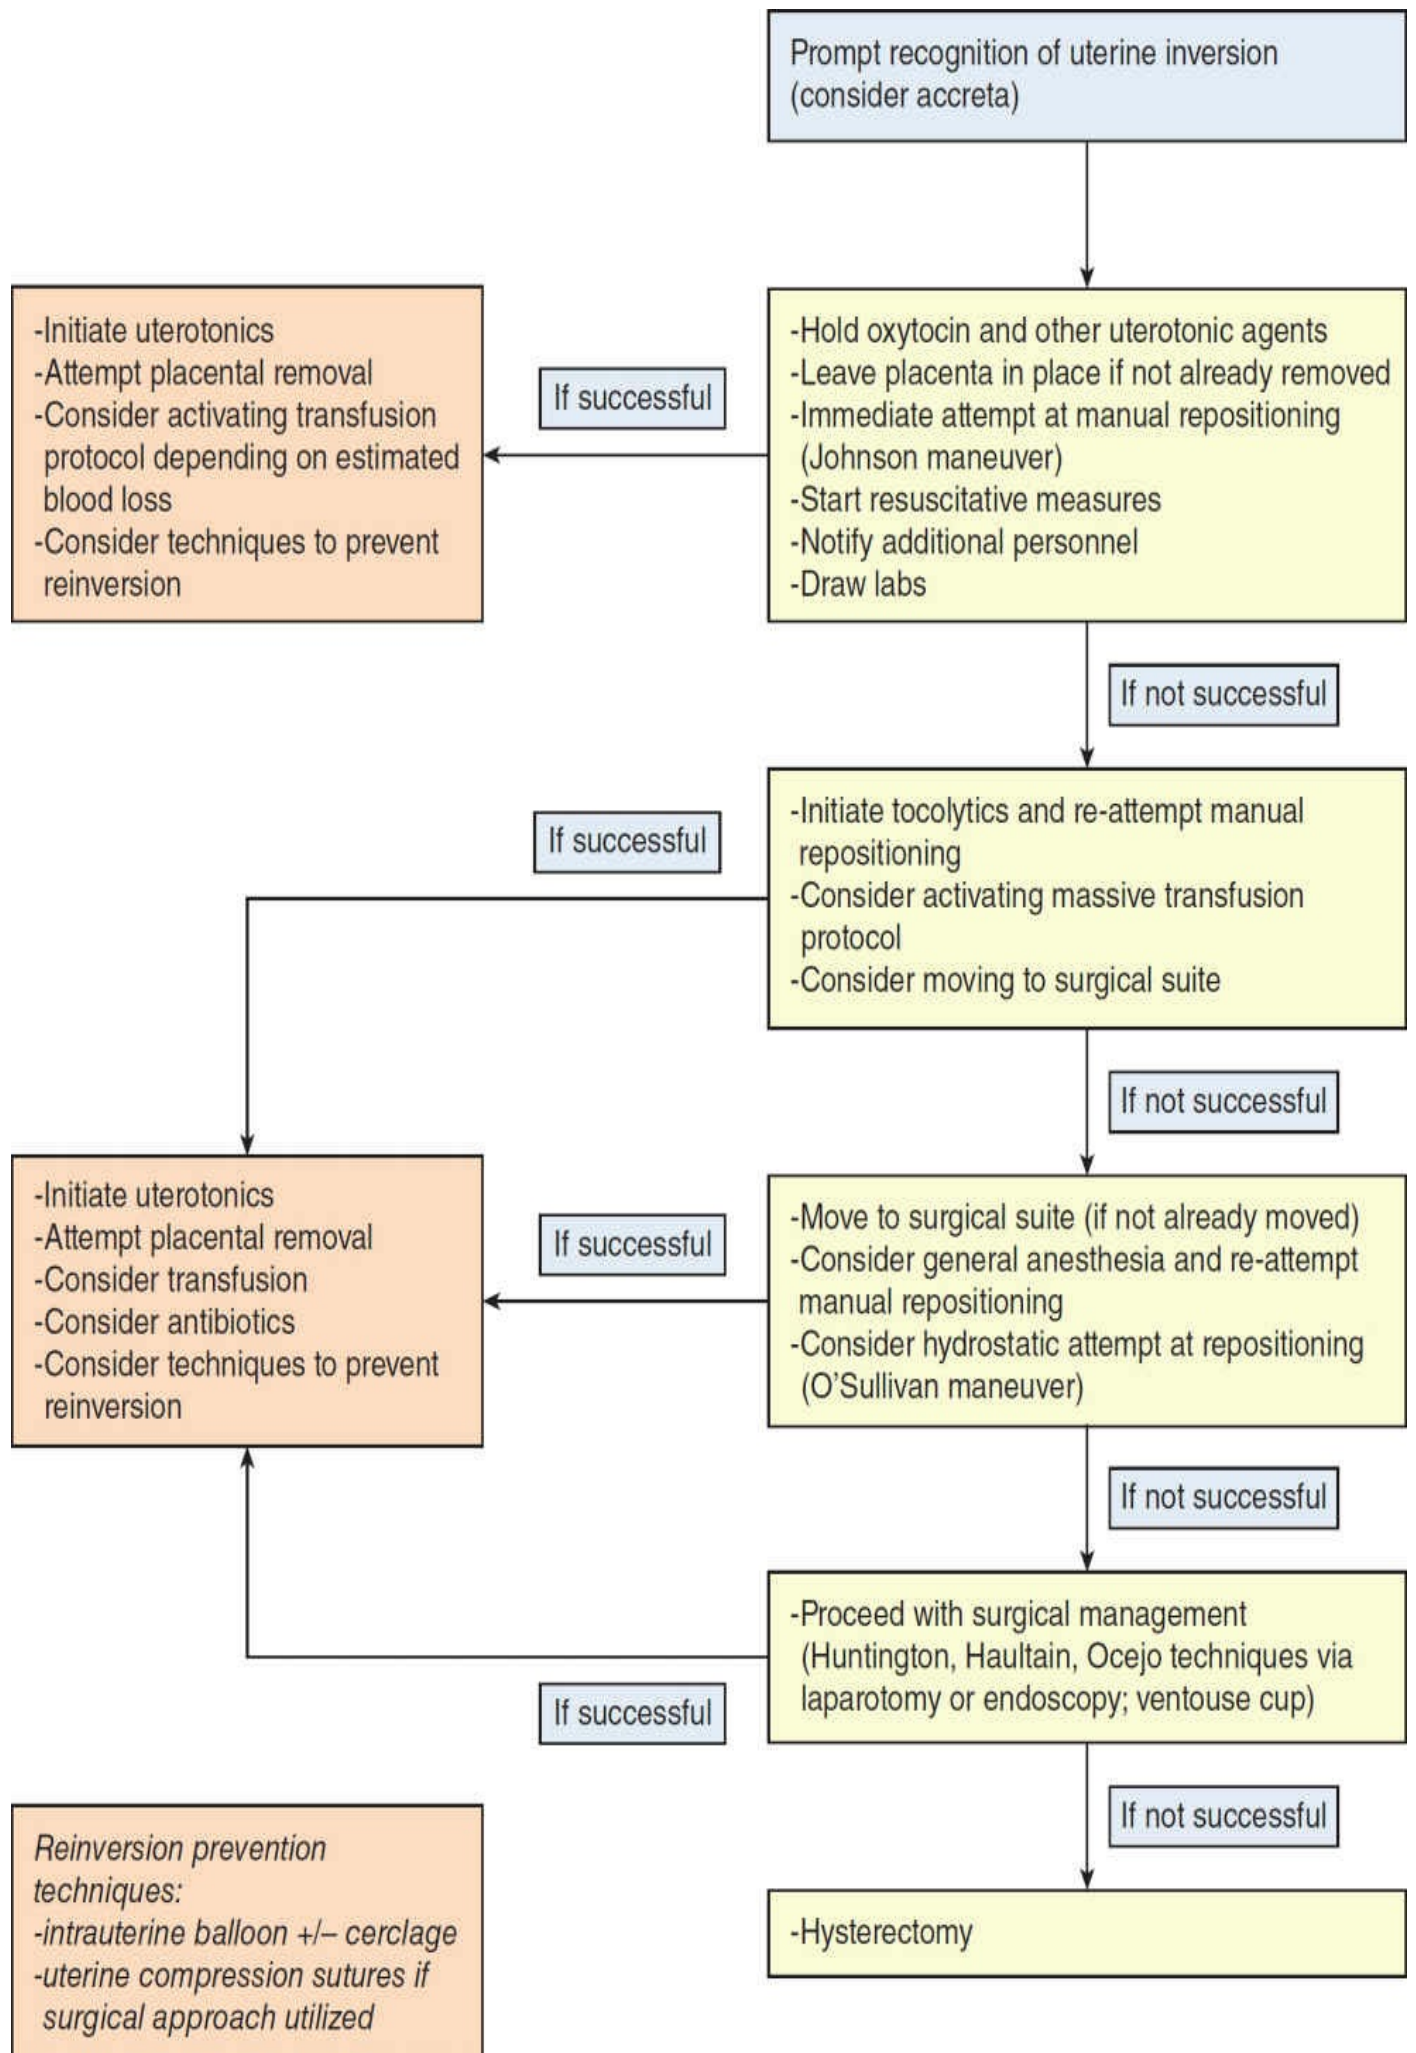 Prompt recognition of uterine inversion
(consider accreta)
-Initiate uterotonics
-Attempt placental removal
-Consider activating transfusion
protocol depending on estimated
blood loss
-Consider techniques to prevent
reinversion
If successful
-Hold oxytocin and other uterotonic agents
-Leave placenta in place if not already removed
-Immediate attempt at manual repositioning
(Johnson maneuver)
-Start resuscitative measures
-Notify additional personnel
-Draw labs
If not successful
If successful
-Initiate tocolytics and re-attempt manual
repositioning
-Consider activating massive transfusion
protocol
-Consider moving to surgical suite
If not successful
-Initiate uterotonics
-Attempt placental removal
-Consider transfusion
-Consider antibiotics
-Consider techniques to prevent
reinversion
If successful
-Move to surgical suite (if not already moved)
-Consider general anesthesia and re-attempt
manual repositioning
-Consider hydrostatic attempt at repositioning
(O'Sullivan maneuver)
If not successful
If successful
-Proceed with surgical management
(Huntington, Haultain, Ocejo techniques via
laparotomy or endoscopy; ventouse cup)
If not successful
Reinversion prevention
techniques:
-intrauterine balloon +/– cerclage
-uterine compression sutures if
surgical approach utilized
-Hysterectomy